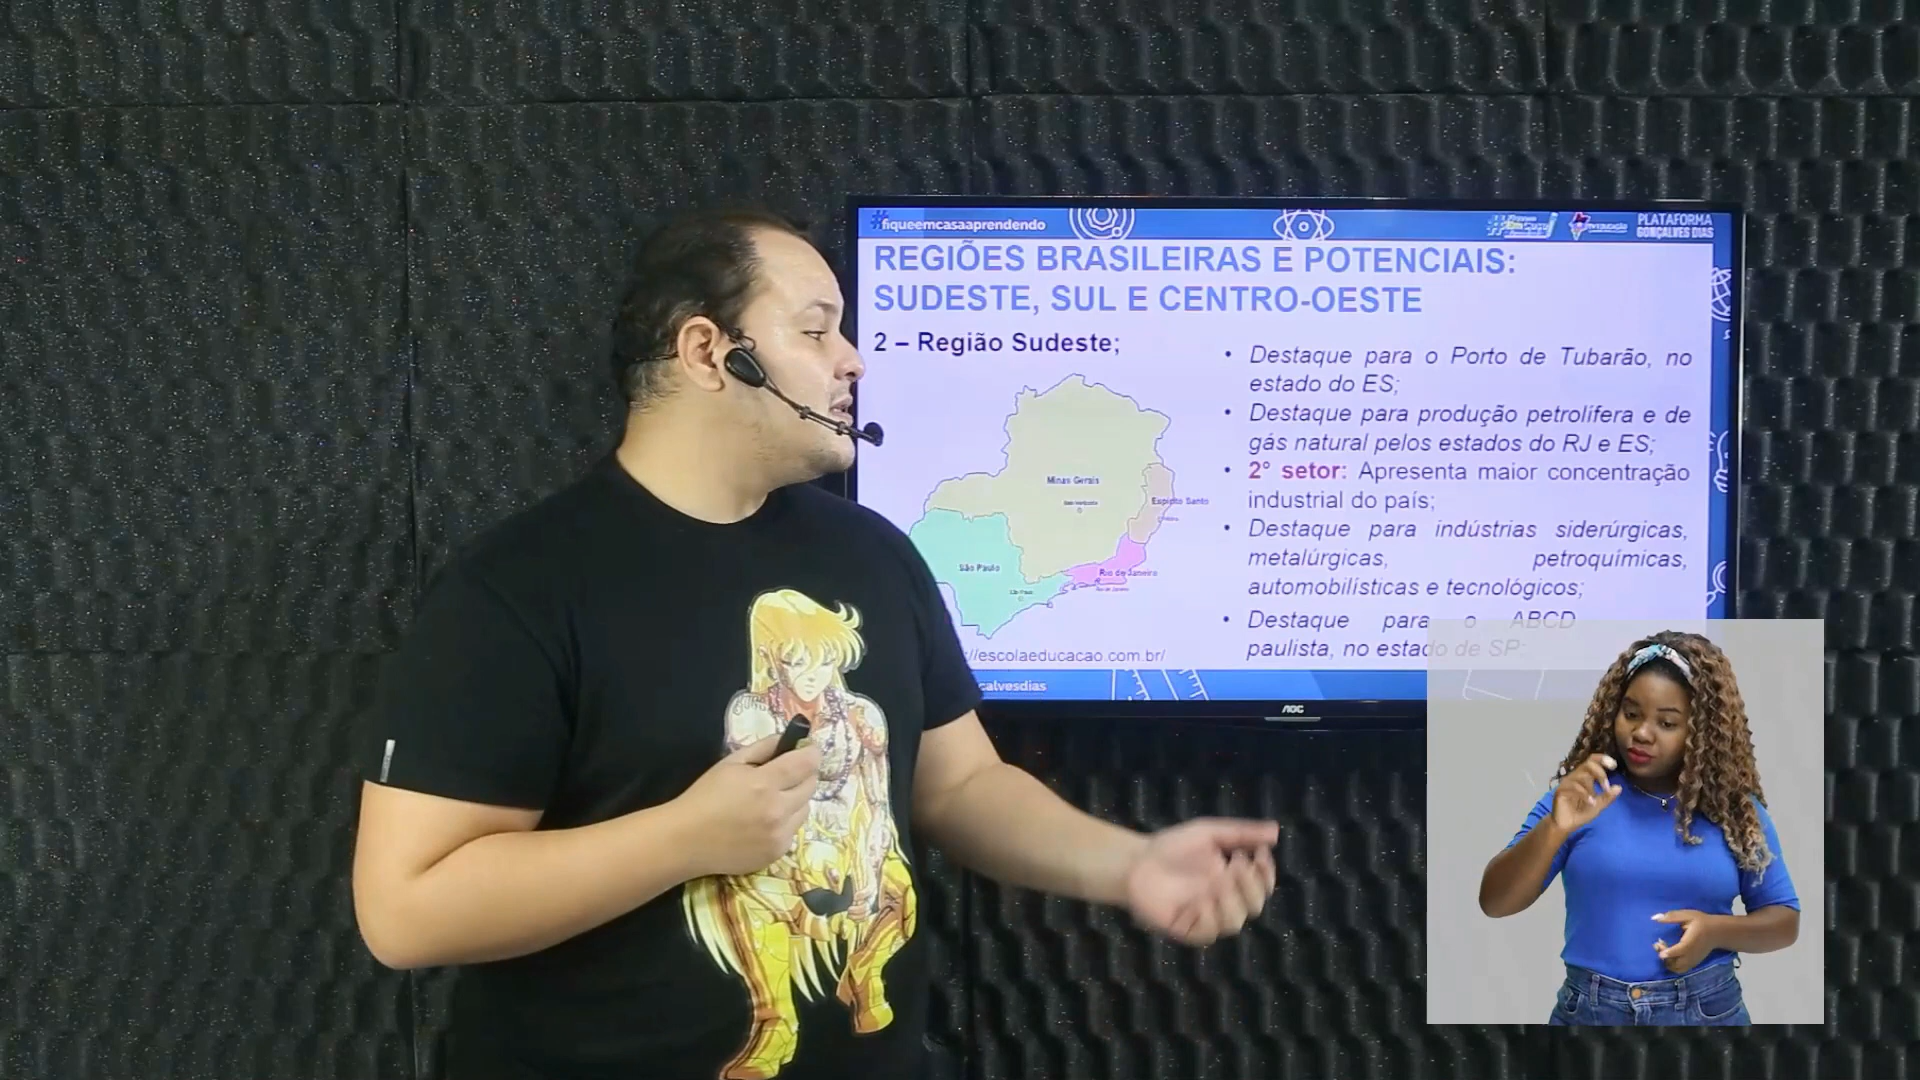 #fiqueemcasaaprendendo
PLATAFORMA
GONÇALVES DIAS
REGIÕES BRASILEIRAS E POTENCIAIS:
SUDESTE, SUL E CENTRO-OESTE
2 – Região Sudeste;
• Destaque para o Porto de Tubarão, no
estado do ES;
• Destaque para produção petrolífera e de
gás natural pelos estados do RJ e ES;
• 2° setor: Apresenta maior concentração
industrial do país;
• Destaque para indústrias siderúrgicas,
metalúrgicas, petroquímicas,
automobilísticas e tecnológicos;
• Destaque para o ABCD
paulista, no estado de SP;
Minas Gerais
Espírito Santo
São Paulo
Rio de Janeiro
//escolaeducacao.com.br/
calvesdias
AOC